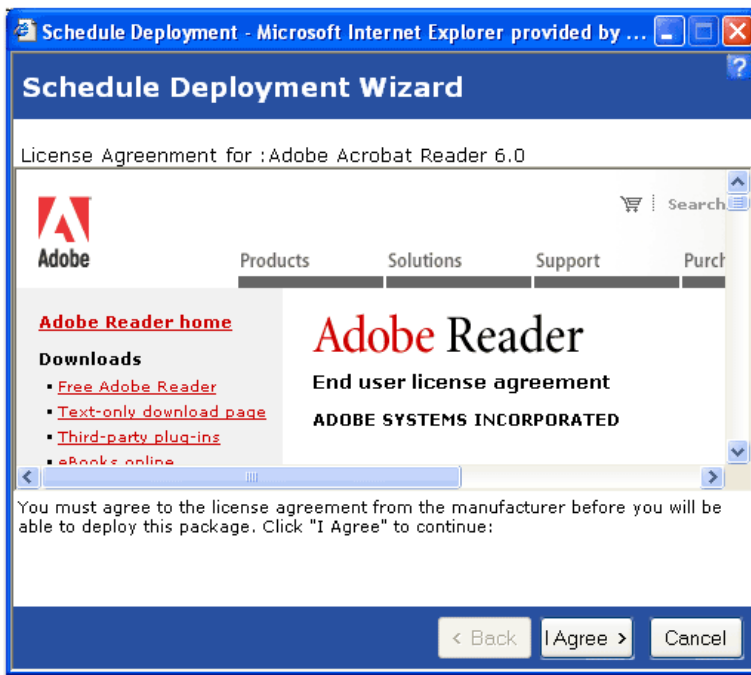 Schedule Deployment - Microsoft Internet Explorer provided by ...
?
Schedule Deployment Wizard
License Agreenment for :Adobe Acrobat Reader 6.0
Search
Adobe
Products Solutions Support Purch
Adobe Reader home
Downloads
▪ Free Adobe Reader
▪ Text-only download page
▪ Third-party plug-ins
▪ eBooks online
Adobe Reader
End user license agreement
ADOBE SYSTEMS INCORPORATED
You must agree to the license agreement from the manufacturer before you will be
able to deploy this package. Click "I Agree" to continue:
< Back I Agree > Cancel